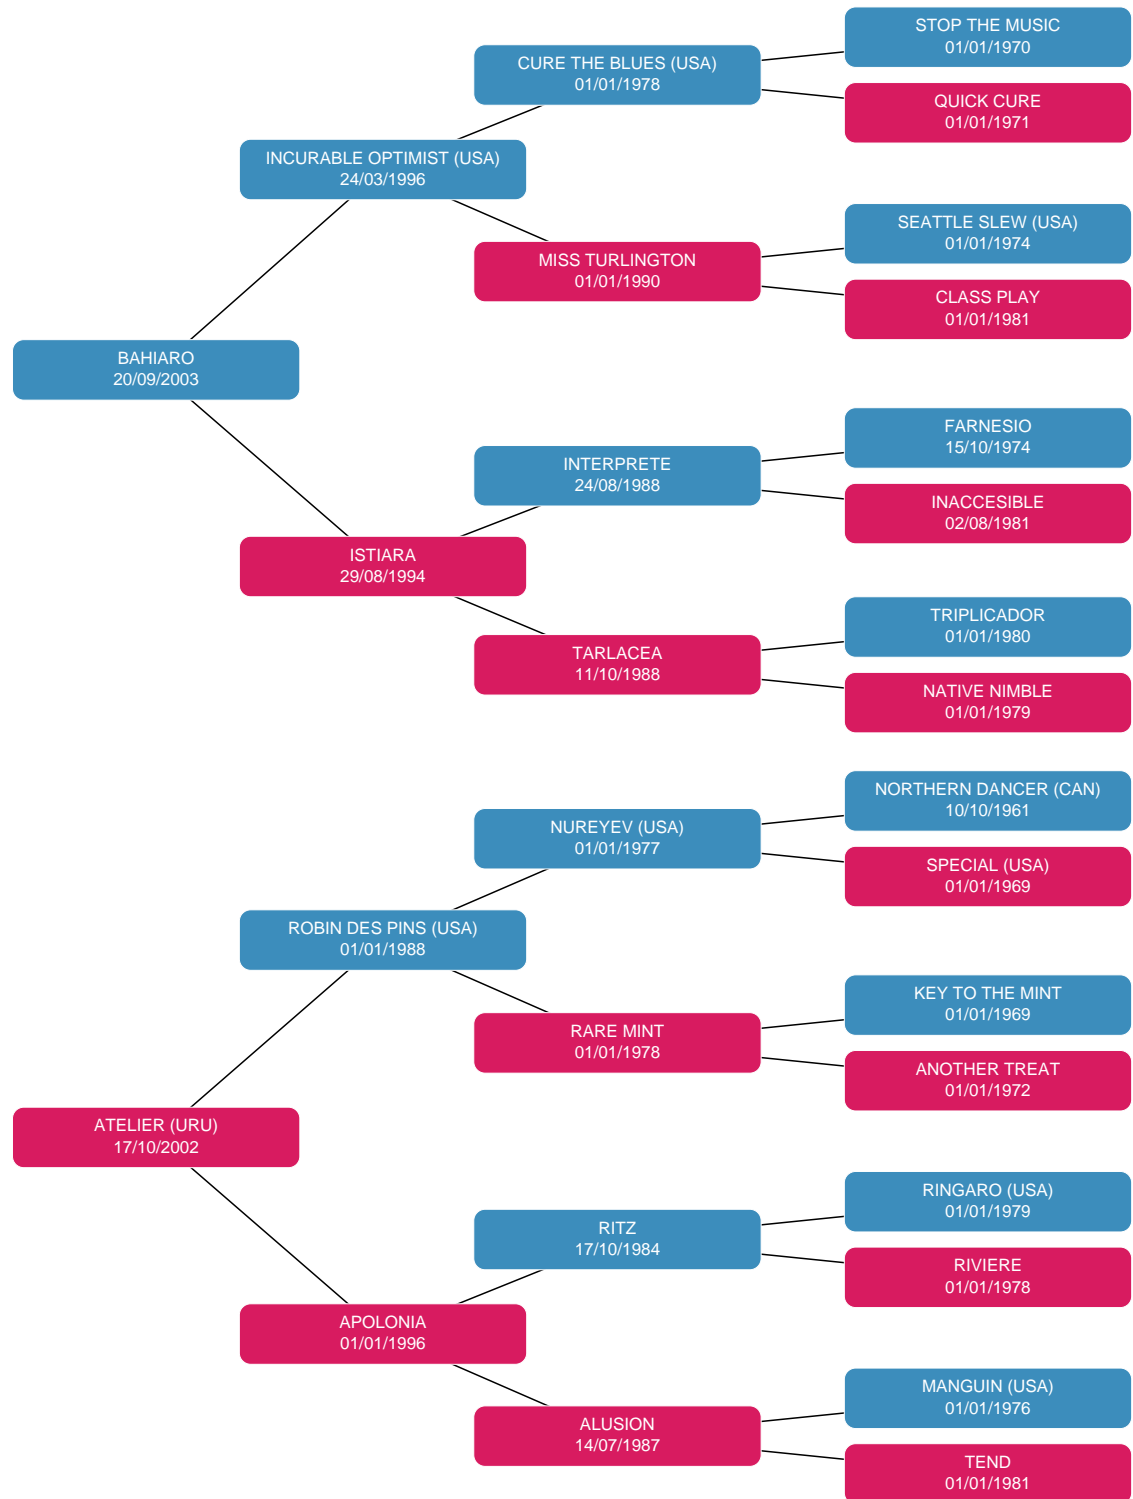 STOP THE MUSIC
01/01/1970
CURE THE BLUES (USA)
01/01/1978
QUICK CURE
01/01/1971
INCURABLE OPTIMIST (USA)
24/03/1996
SEATTLE SLEW (USA)
01/01/1974
MISS TURLINGTON
01/01/1990
CLASS PLAY
01/01/1981
BAHIARO
20/09/2003
FARNESIO
15/10/1974
INTERPRETE
24/08/1988
INACCESIBLE
02/08/1981
ISTIARA
29/08/1994
TRIPLICADOR
01/01/1980
TARLACEA
11/10/1988
NATIVE NIMBLE
01/01/1979
NORTHERN DANCER (CAN)
10/10/1961
NUREYEV (USA)
01/01/1977
SPECIAL (USA)
01/01/1969
ROBIN DES PINS (USA)
01/01/1988
KEY TO THE MINT
01/01/1969
RARE MINT
01/01/1978
ANOTHER TREAT
01/01/1972
ATELIER (URU)
17/10/2002
RINGARO (USA)
01/01/1979
RITZ
17/10/1984
RIVIERE
01/01/1978
APOLONIA
01/01/1996
MANGUIN (USA)
01/01/1976
ALUSION
14/07/1987
TEND
01/01/1981